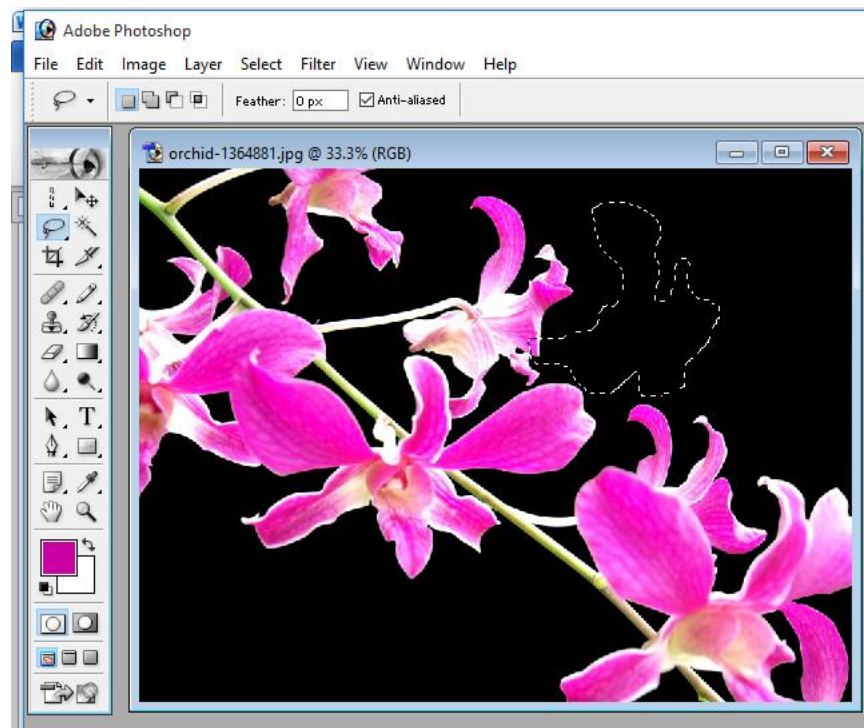 Adobe Photoshop
File Edit Image Layer Select Filter View Window Help
Feather: 0 px Anti-aliased
orchid-1364881.jpg @ 33.3% (RGB)
T